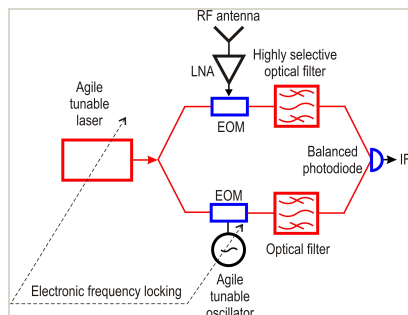 RF antenna
Agile
tunable
laser
LNA
Highly selective
optical filter
EOM
Balanced
photodiode
IF
EOM
Optical filter
Electronic frequency locking
Agile
tunable
oscillator